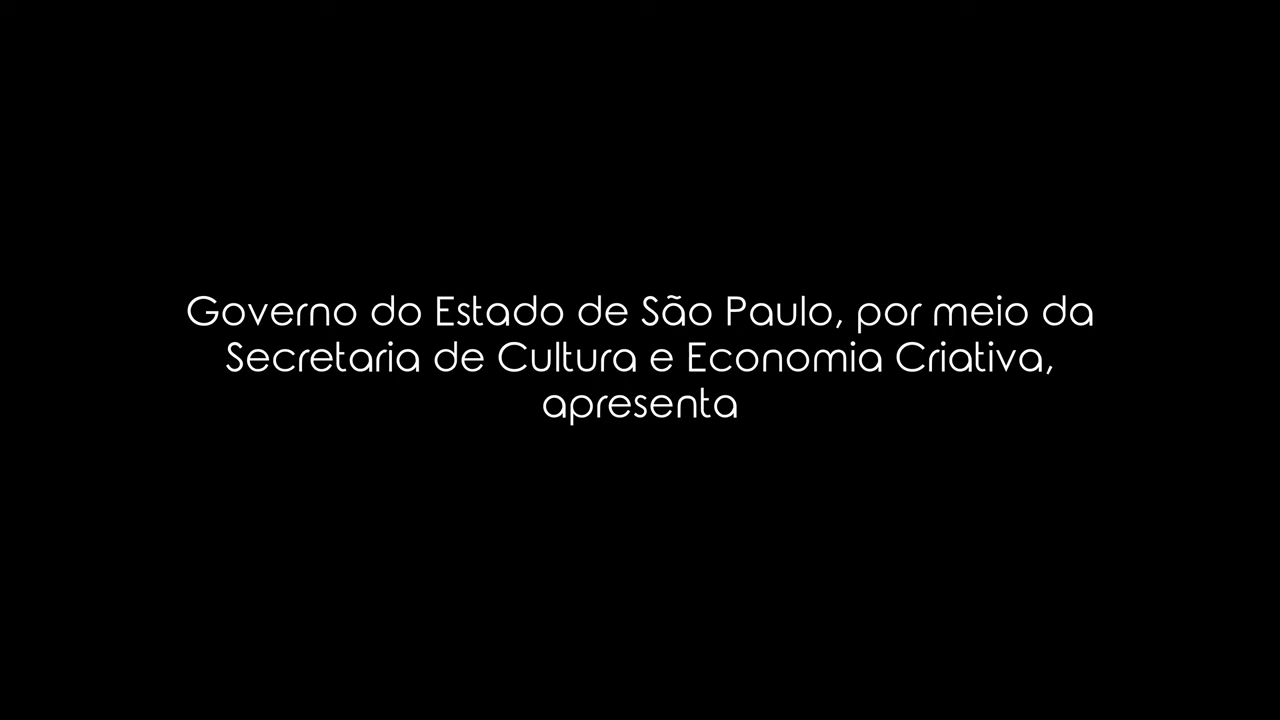 Governo do Estado de São Paulo, por meio da
Secretaria de Cultura e Economia Criativa,
apresenta